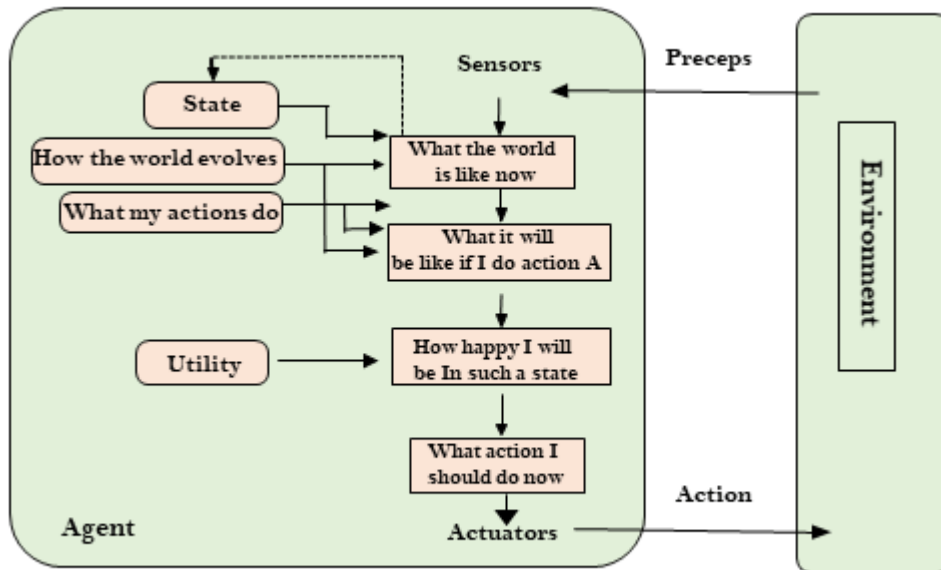 Sensors
Preceps
State
How the world evolves
What the world
is like now
What my actions do
What it will
be like if I do action A
Environment
Utility
How happy I will
be In such a state
What action I
should do now
Action
Agent
Actuators